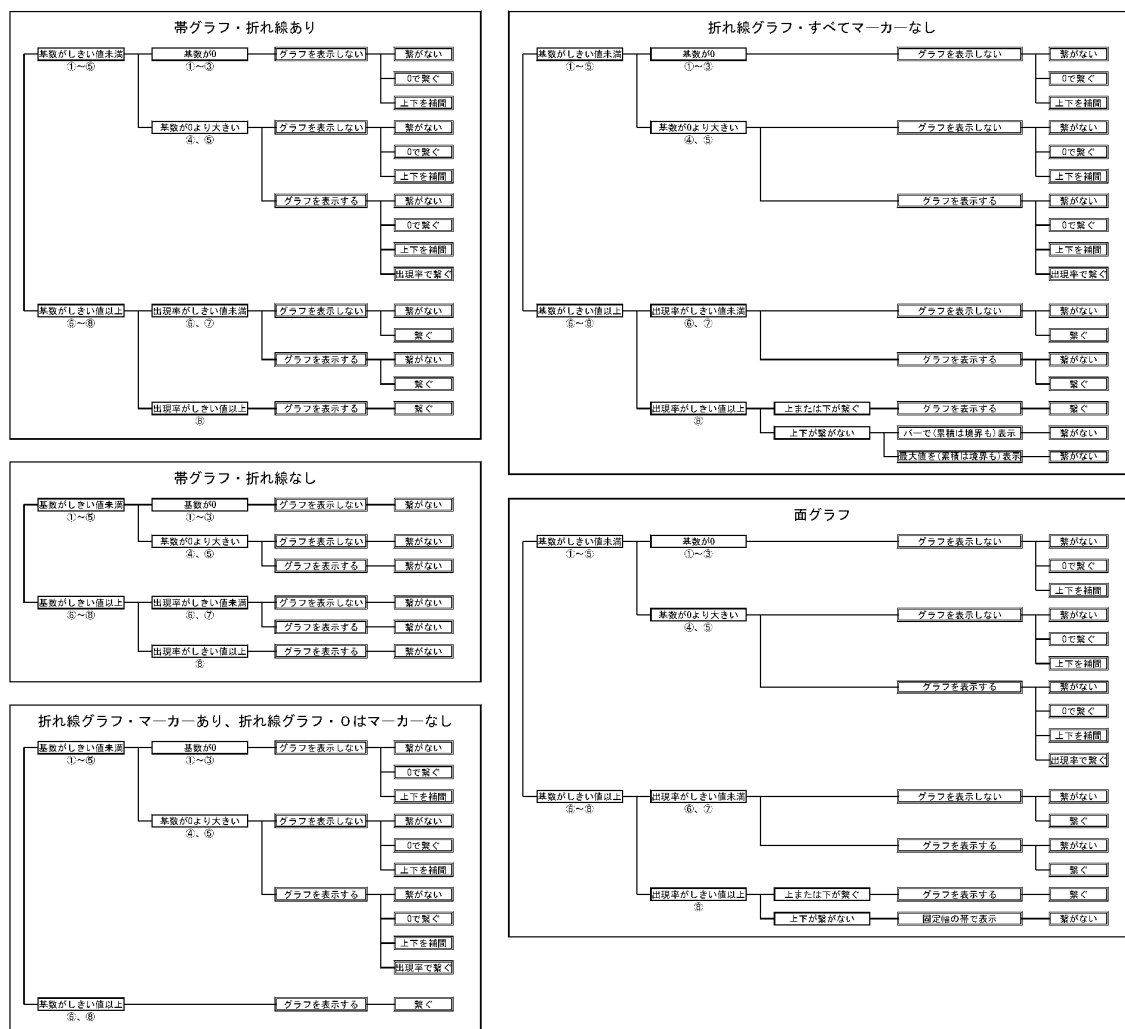 帯グラフ・折れ線あり
基数がしきい値未満 基数が0 グラフを表示しない 繋がない
①～⑤ ①～③
0で繋ぐ
上下を補間
基数が0より大きい グラフを表示しない 繋がない
④、⑤
0で繋ぐ
上下を補間
グラフを表示する 繋がない
0で繋ぐ
上下を補間
出現率で繋ぐ
基数がしきい値以上 出現率がしきい値未満 グラフを表示しない 繋がない
⑥～⑧ ⑥、⑦
繋ぐ
グラフを表示する 繋がない
繋ぐ
出現率がしきい値以上 グラフを表示する 繋ぐ
⑧
帯グラフ・折れ線なし
基数がしきい値未満 基数が0 グラフを表示しない 繋がない
①～⑤ ①～③
基数が0より大きい グラフを表示しない 繋がない
④、⑤
グラフを表示する 繋がない
基数がしきい値以上 出現率がしきい値未満 グラフを表示しない 繋がない
⑥～⑧ ⑥、⑦
グラフを表示する 繋がない
出現率がしきい値以上 グラフを表示する 繋がない
⑧
折れ線グラフ・マーカーあり、折れ線グラフ・0はマーカーなし
基数がしきい値未満 基数が0 グラフを表示しない 繋がない
①～⑤ ①～③
0で繋ぐ
上下を補間
基数が0より大きい グラフを表示しない 繋がない
④、⑤
0で繋ぐ
上下を補間
グラフを表示する 繋がない
0で繋ぐ
上下を補間
出現率で繋ぐ
基数がしきい値以上 グラフを表示する 繋ぐ
⑥、⑧
折れ線グラフ・すべてマーカーなし
基数がしきい値未満 基数が0 グラフを表示しない 繋がない
①～⑤ ①～③
0で繋ぐ
上下を補間
基数が0より大きい グラフを表示しない 繋がない
④、⑤
0で繋ぐ
上下を補間
グラフを表示する 繋がない
0で繋ぐ
上下を補間
出現率で繋ぐ
基数がしきい値以上 出現率がしきい値未満 グラフを表示しない 繋がない
⑥～⑧ ⑥、⑦
繋ぐ
グラフを表示する 繋がない
繋ぐ
出現率がしきい値以上 上または下が繋ぐ グラフを表示する 繋ぐ
⑧
上下が繋がない バーで(累積は境界も)表示 繋がない
最大値を(累積は境界も)表示 繋がない
面グラフ
基数がしきい値未満 基数が0 グラフを表示しない 繋がない
①～⑤ ①～③
0で繋ぐ
上下を補間
基数が0より大きい グラフを表示しない 繋がない
④、⑤
0で繋ぐ
上下を補間
グラフを表示する 繋がない
0で繋ぐ
上下を補間
出現率で繋ぐ
基数がしきい値以上 出現率がしきい値未満 グラフを表示しない 繋がない
⑥～⑧ ⑥、⑦
繋ぐ
グラフを表示する 繋がない
繋ぐ
出現率がしきい値以上 上または下が繋ぐ グラフを表示する 繋ぐ
⑧
上下が繋がない 固定幅の帯で表示 繋がない